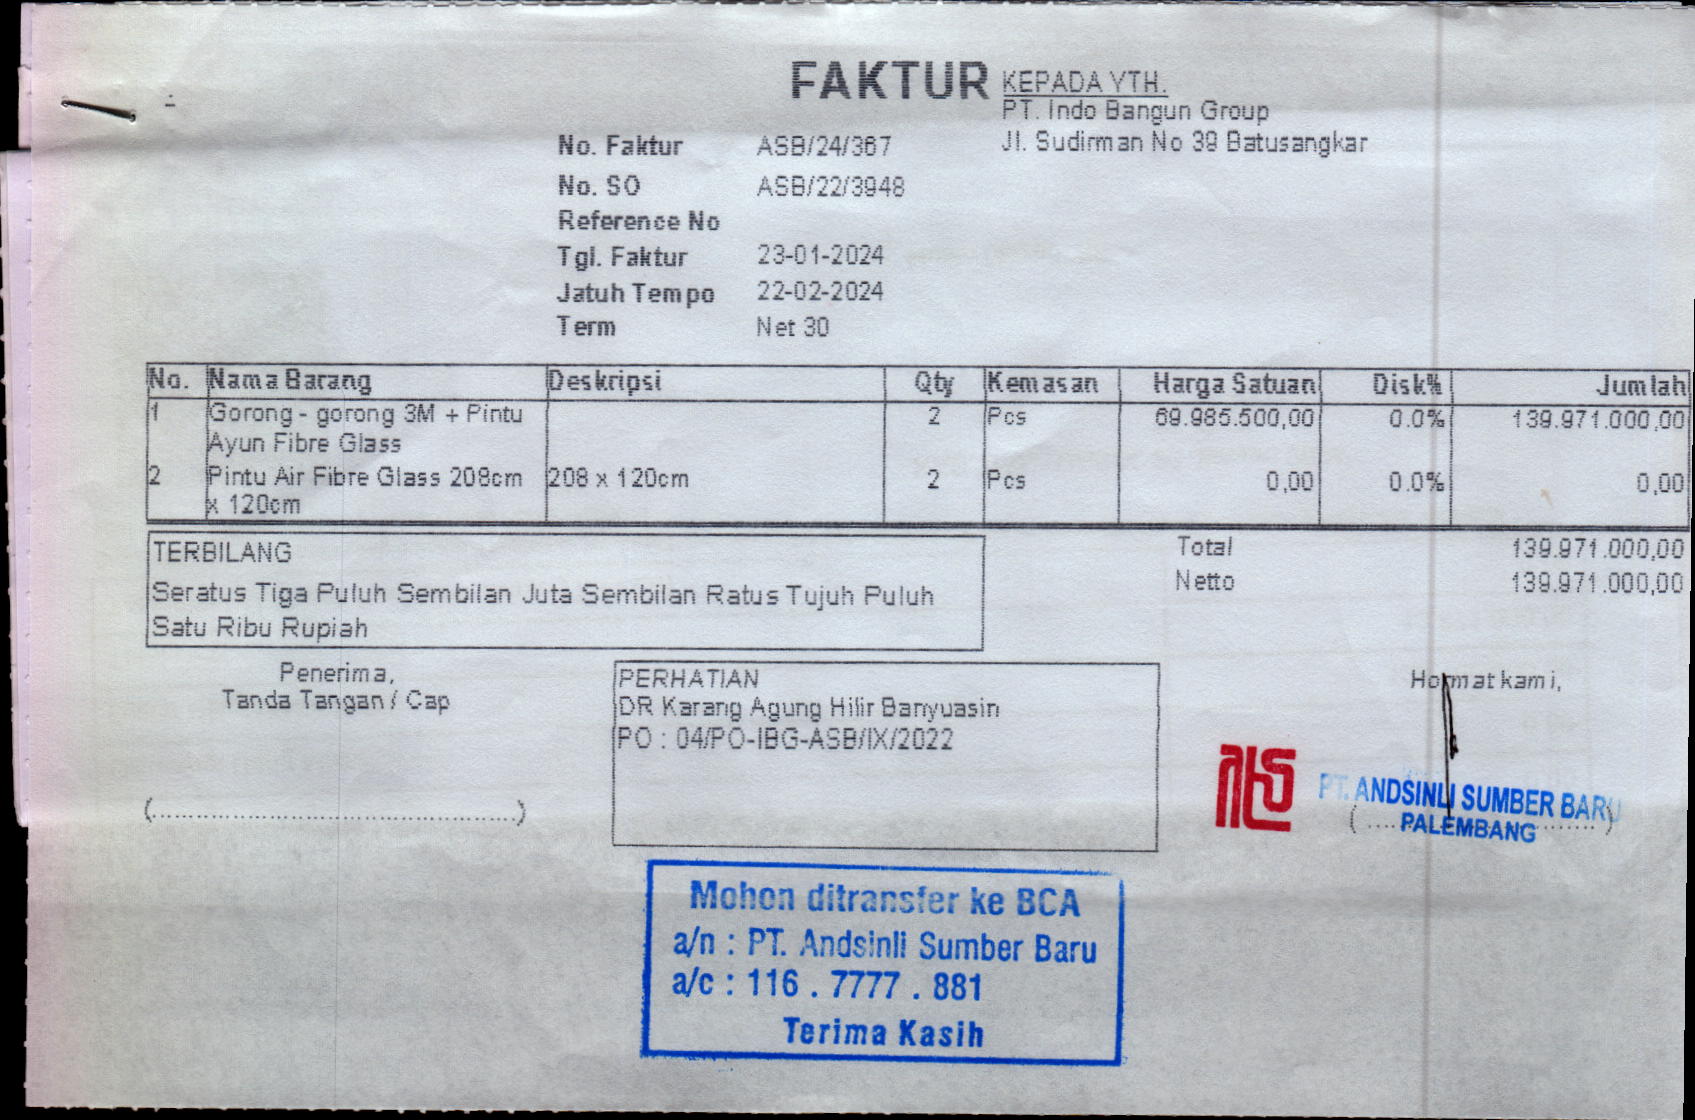 FAKTUR
KEPADA YTH.
PT. Indo Bangun Group
Jl. Sudirman No 39 Batusangkar
No. Faktur ASB/24/367
No. SO ASB/22/3948
Reference No
Tgl. Faktur 23-01-2024
Jatuh Tempo 22-02-2024
Term Net 30
No. Nama Barang Deskripsi Qty Kemasan Harga Satuan Disk% Jumlah
1 Gorong - gorong 3M + Pintu 2 Pcs 69.985.500,00 0.0% 139.971.000,00
Ayun Fibre Glass
2 Pintu Air Fibre Glass 208cm 208 x 120cm 2 Pcs 0,00 0.0% 0,00
x 120cm
TERBILANG
Seratus Tiga Puluh Sembilan Juta Sembilan Ratus Tujuh Puluh
Satu Ribu Rupiah
Total 139.971.000,00
Netto 139.971.000,00
Penerima,
Tanda Tangan / Cap
(..........................................)
PERHATIAN
DR Karang Agung Hilir Banyuasin
PO : 04/PO-IBG-ASB/IX/2022
Hormat kami,
PT. ANDSINLI SUMBER BARU
PALEMBANG
Mohon ditransfer ke BCA
a/n : PT. Andsinli Sumber Baru
a/c : 116 . 7777 . 881
Terima Kasih